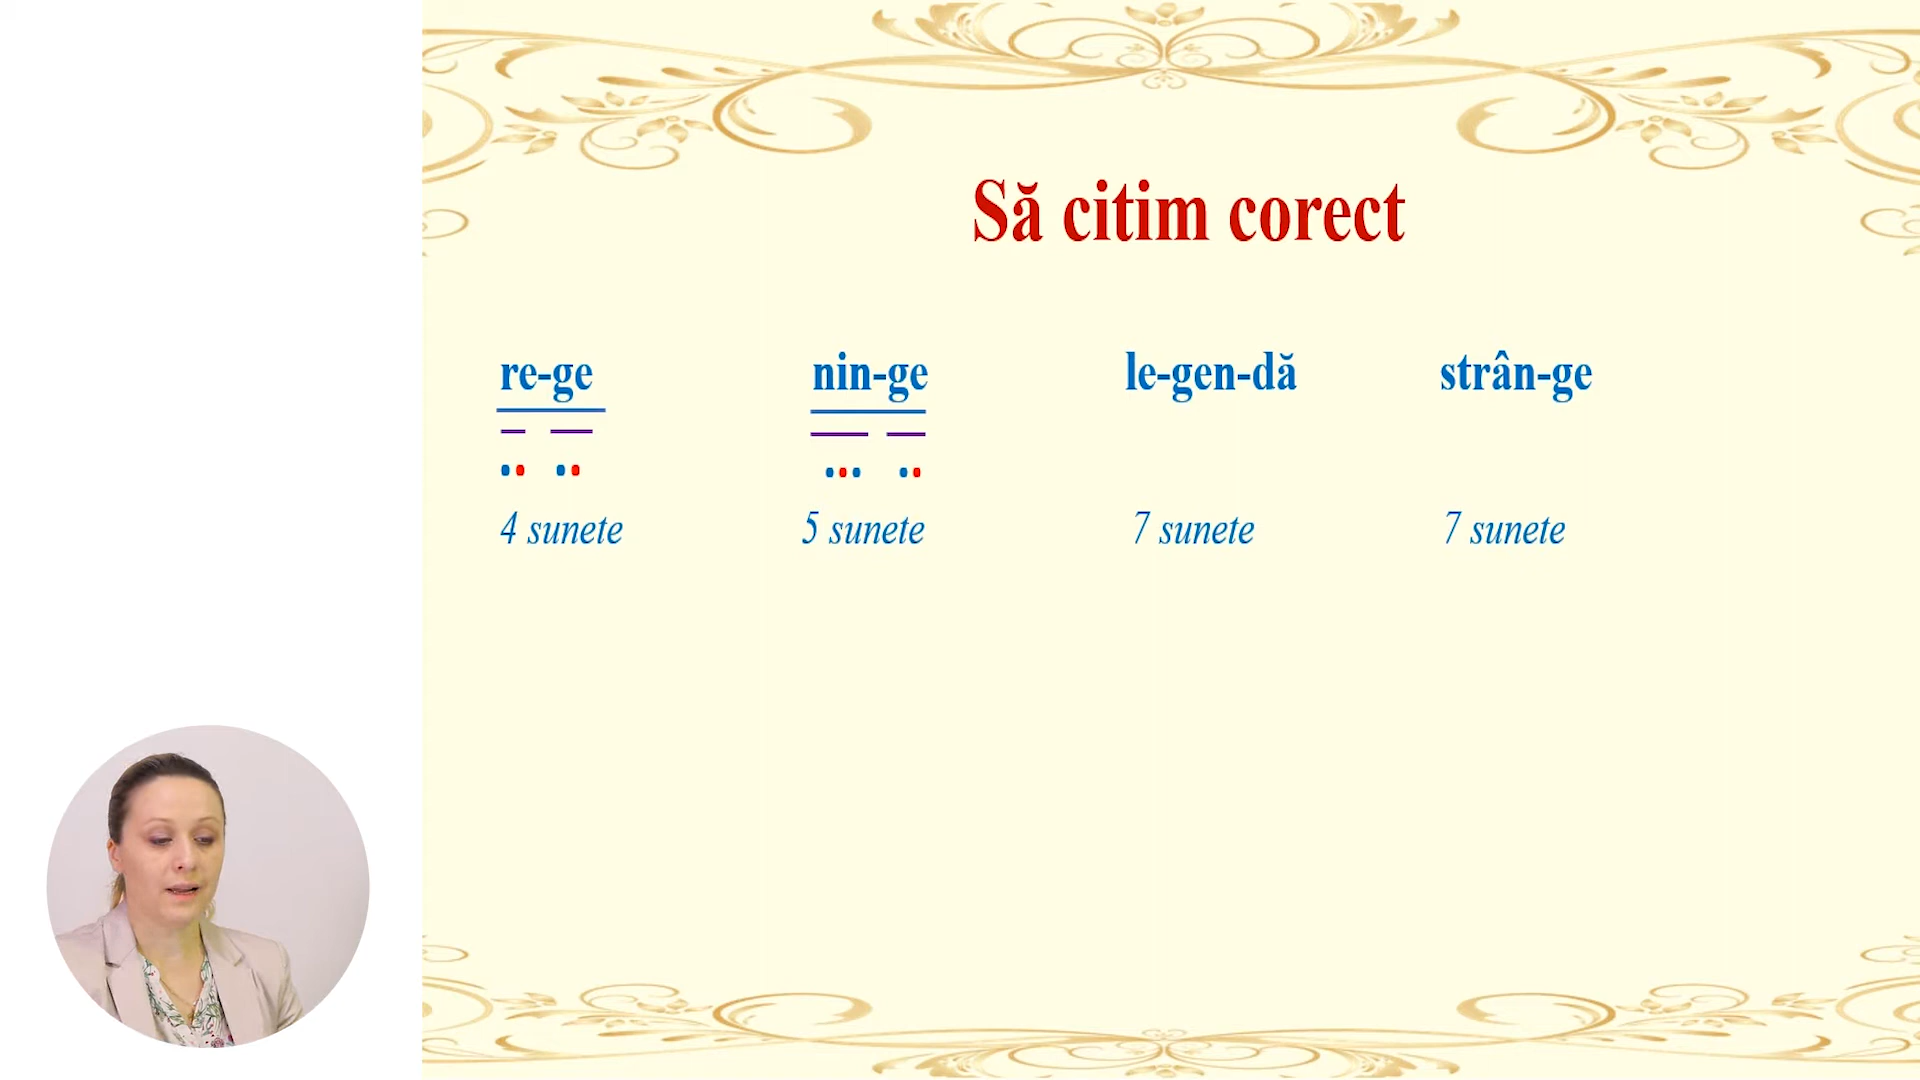 Să citim corect
re-ge nin-ge le-gen-dă strân-ge
4 sunete 5 sunete 7 sunete 7 sunete